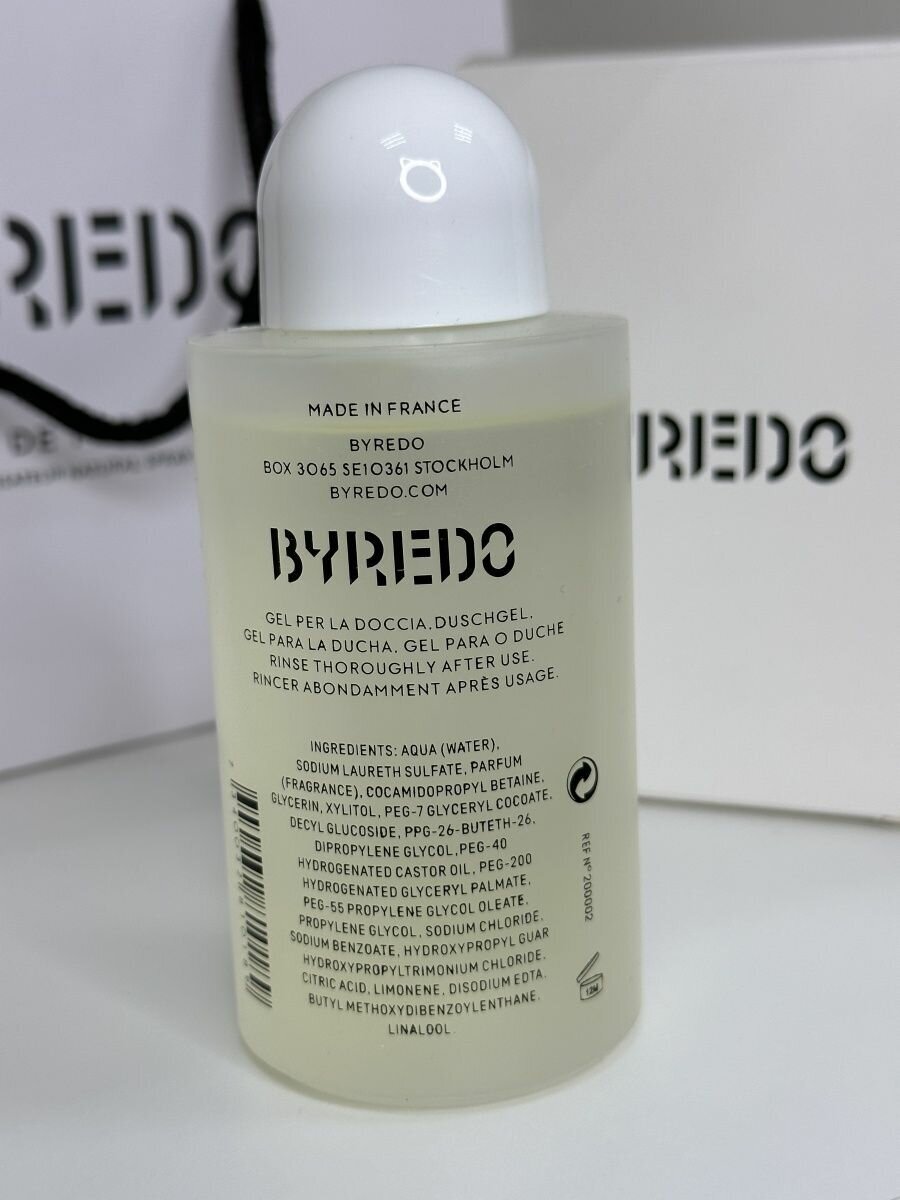 REDO
DE
REDO
MADE IN FRANCE
BYREDO
BOX 3065 SE10361 STOCKHOLM
BYREDO.COM
BYREDO
GEL PER LA DOCCIA. DUSCHGEL.
GEL PARA LA DUCHA. GEL PARA O DUCHE
RINSE THOROUGHLY AFTER USE.
RINCER ABONDAMMENT APRÈS USAGE.
INGREDIENTS: AQUA (WATER),
SODIUM LAURETH SULFATE, PARFUM
(FRAGRANCE), COCAMIDOPROPYL BETAINE,
GLYCERIN, XYLITOL, PEG-7 GLYCERYL COCOATE,
DECYL GLUCOSIDE, PPG-26-BUTETH-26,
DIPROPYLENE GLYCOL,PEG-40
HYDROGENATED CASTOR OIL, PEG-200
HYDROGENATED GLYCERYL PALMATE,
PEG-55 PROPYLENE GLYCOL OLEATE,
PROPYLENE GLYCOL, SODIUM CHLORIDE,
SODIUM BENZOATE, HYDROXYPROPYL GUAR
HYDROXYPROPYLTRIMONIUM CHLORIDE,
CITRIC ACID, LIMONENE, DISODIUM EDTA,
BUTYL METHOXYDIBENZOYLENTHANE,
LINALOOL.
REF N° 200002
12M